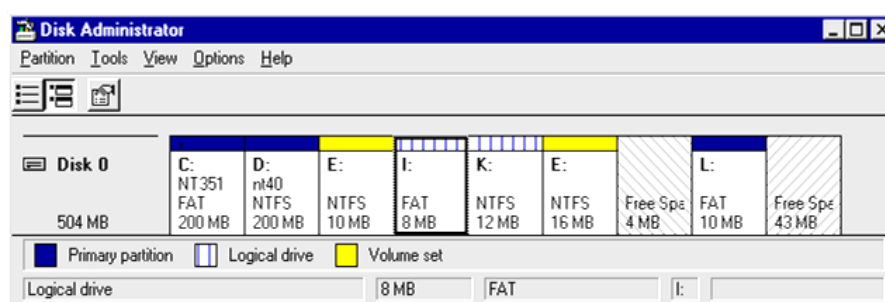 Disk Administrator
Partition Tools View Options Help
Disk 0
504 MB
C:
NT351
FAT
200 MB
D:
nt40
NTFS
200 MB
E:
NTFS
10 MB
I:
FAT
8 MB
K:
NTFS
12 MB
E:
NTFS
16 MB
Free Spa
4 MB
L:
FAT
10 MB
Free Spa
43 MB
Primary partition Logical drive Volume set
Logical drive 8 MB FAT I: